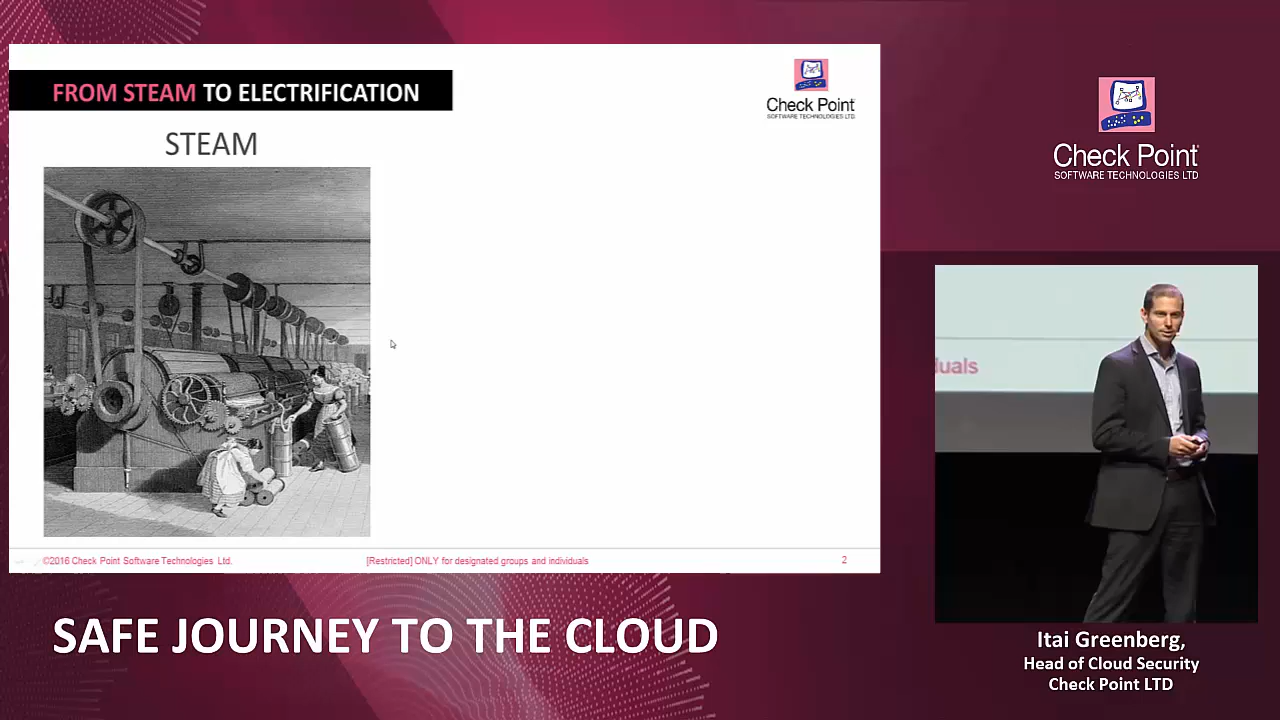 FROM STEAM TO ELECTRIFICATION
Check Point
SOFTWARE TECHNOLOGIES LTD.
STEAM
©2016 Check Point Software Technologies Ltd.
[Restricted] ONLY for designated groups and individuals
2
Check Point
SOFTWARE TECHNOLOGIES LTD
duals
SAFE JOURNEY TO THE CLOUD
Itai Greenberg,
Head of Cloud Security
Check Point LTD